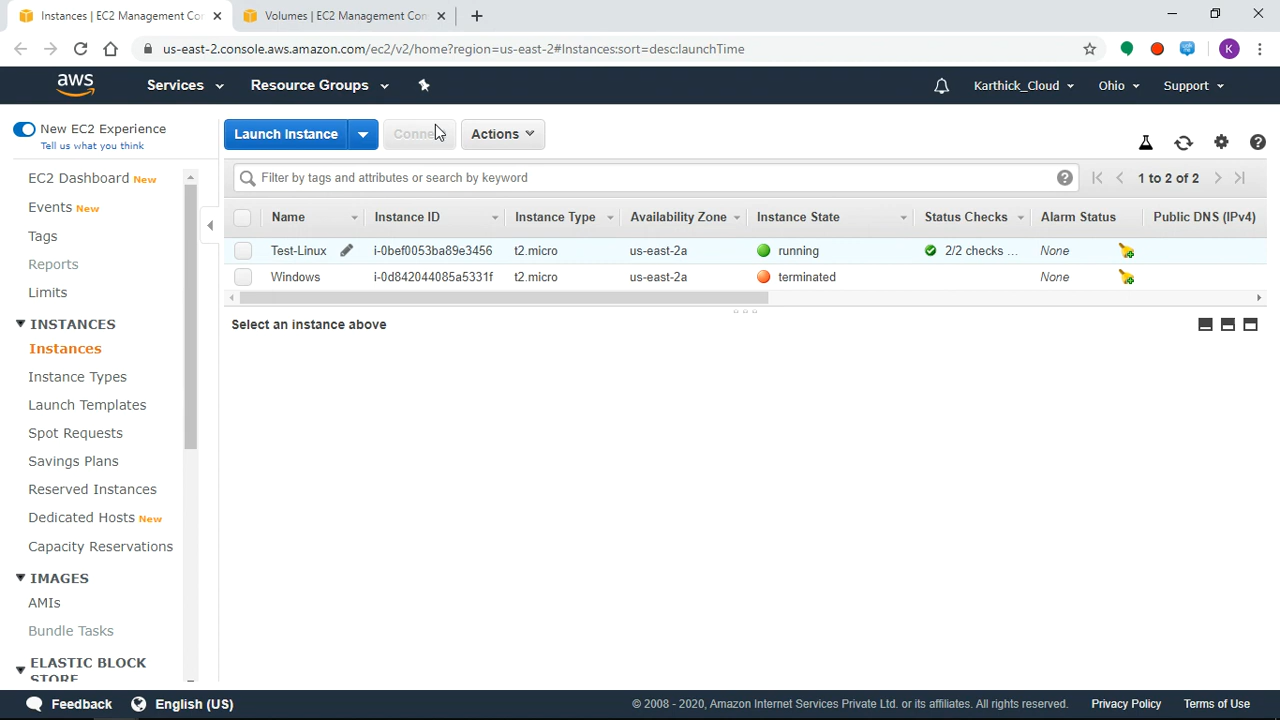 Instances | EC2 Management Con
Volumes | EC2 Management Con
us-east-2.console.aws.amazon.com/ec2/v2/home?region=us-east-2#Instances:sort=desc:launchTime
K
aws
Services
Resource Groups
Karthick_Cloud
Ohio
Support
New EC2 Experience
Tell us what you think
Launch Instance
Connect
Actions
EC2 Dashboard New
Events New
Tags
Reports
Limits
INSTANCES
Instances
Instance Types
Launch Templates
Spot Requests
Savings Plans
Reserved Instances
Dedicated Hosts New
Capacity Reservations
IMAGES
AMIs
Bundle Tasks
ELASTIC BLOCK
STORE
Filter by tags and attributes or search by keyword
1 to 2 of 2
Name Instance ID Instance Type Availability Zone Instance State Status Checks Alarm Status Public DNS (IPv4)
Test-Linux i-0bef0053ba89e3456 t2.micro us-east-2a running 2/2 checks ... None
Windows i-0d842044085a5331f t2.micro us-east-2a terminated None
Select an instance above
Feedback
English (US)
© 2008 - 2020, Amazon Internet Services Private Ltd. or its affiliates. All rights reserved.
Privacy Policy
Terms of Use